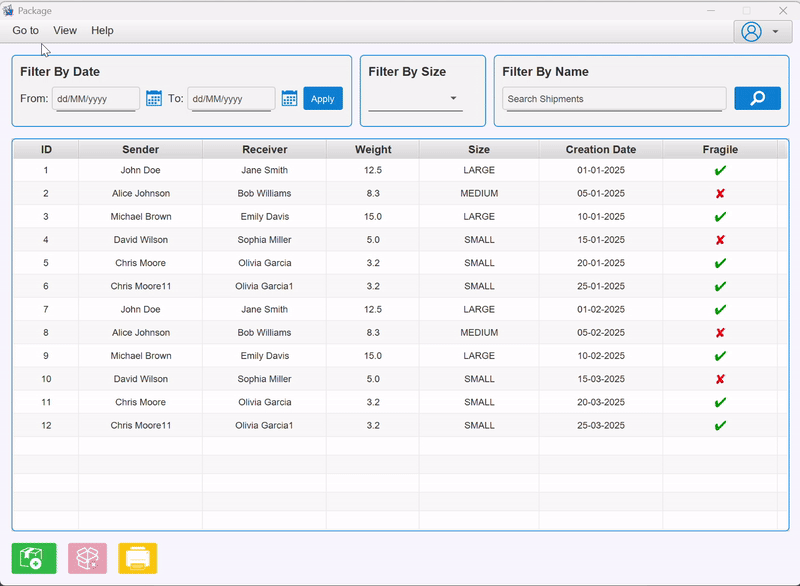 Package
Go to View Help
Filter By Date
From: dd/MM/yyyy To: dd/MM/yyyy Apply
Filter By Size
Filter By Name
Search Shipments
ID Sender Receiver Weight Size Creation Date Fragile
1 John Doe Jane Smith 12.5 LARGE 01-01-2025 ✔
2 Alice Johnson Bob Williams 8.3 MEDIUM 05-01-2025 ✘
3 Michael Brown Emily Davis 15.0 LARGE 10-01-2025 ✔
4 David Wilson Sophia Miller 5.0 SMALL 15-01-2025 ✘
5 Chris Moore Olivia Garcia 3.2 SMALL 20-01-2025 ✔
6 Chris Moore11 Olivia Garcia1 3.2 SMALL 25-01-2025 ✔
7 John Doe Jane Smith 12.5 LARGE 01-02-2025 ✔
8 Alice Johnson Bob Williams 8.3 MEDIUM 05-02-2025 ✘
9 Michael Brown Emily Davis 15.0 LARGE 10-02-2025 ✔
10 David Wilson Sophia Miller 5.0 SMALL 15-03-2025 ✘
11 Chris Moore Olivia Garcia 3.2 SMALL 20-03-2025 ✔
12 Chris Moore11 Olivia Garcia1 3.2 SMALL 25-03-2025 ✔